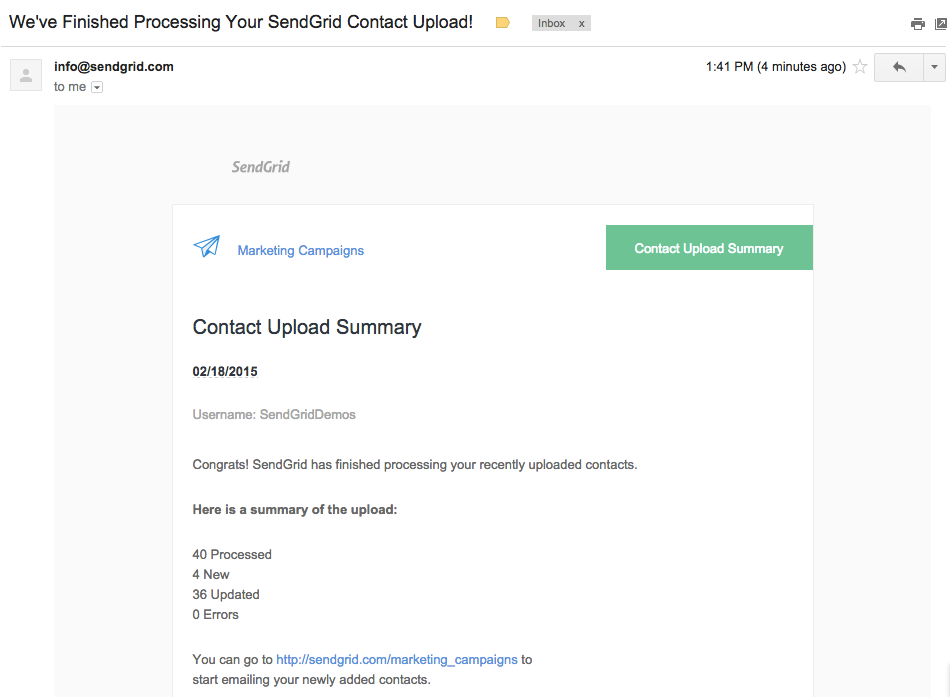 We've Finished Processing Your SendGrid Contact Upload!
Inbox x
info@sendgrid.com
1:41 PM (4 minutes ago)
to me
SendGrid
Marketing Campaigns
Contact Upload Summary
Contact Upload Summary
02/18/2015
Username: SendGridDemos
Congrats! SendGrid has finished processing your recently uploaded contacts.
Here is a summary of the upload:
40 Processed
4 New
36 Updated
0 Errors
You can go to http://sendgrid.com/marketing_campaigns to
start emailing your newly added contacts.